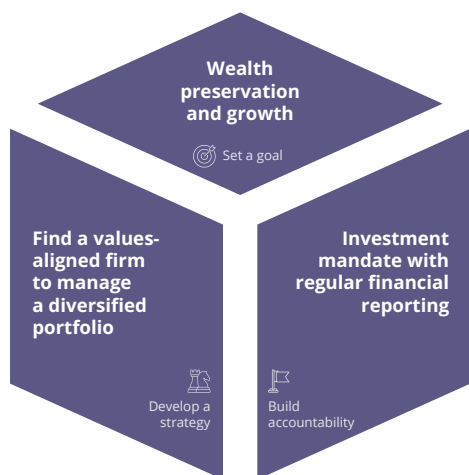 Wealth
preservation
and growth
Set a goal
Find a values-
aligned firm
to manage
a diversified
portfolio
Develop a
strategy
Investment
mandate with
regular financial
reporting
Build
accountability